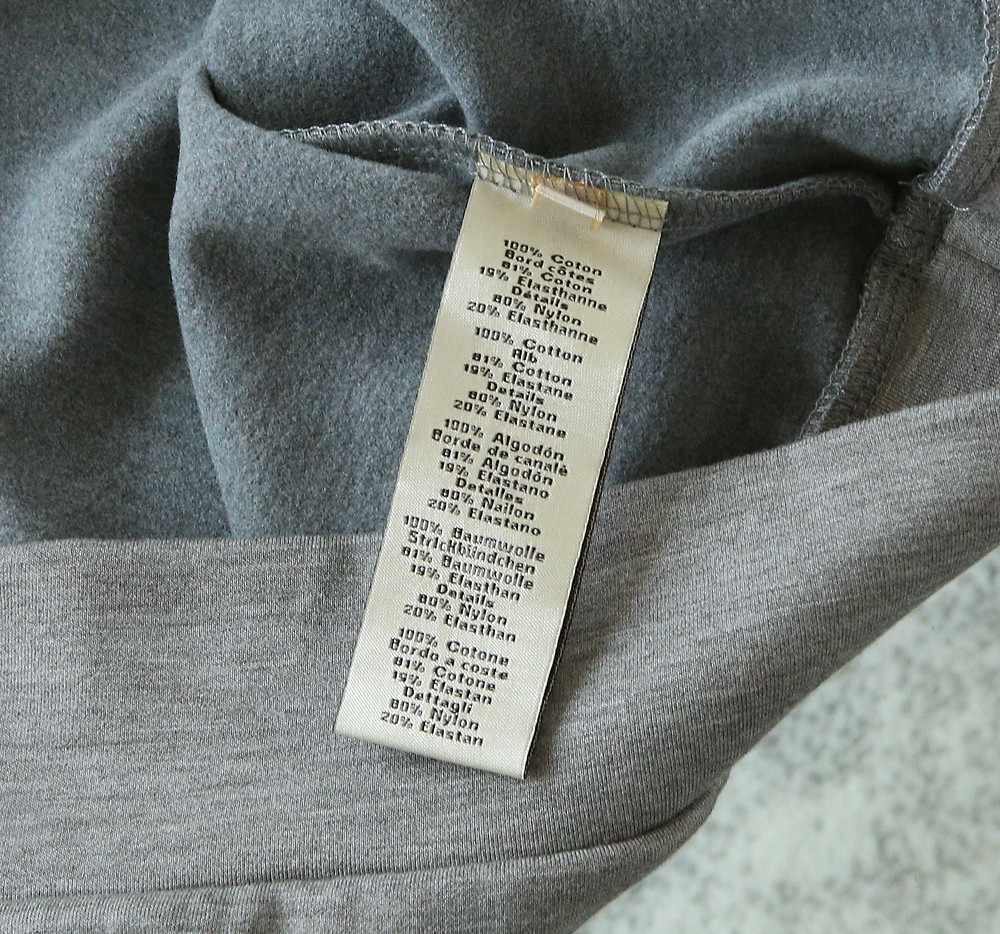 100% Coton
Bord côtes
81% Coton
19% Elasthanne
Détails
80% Nylon
20% Elasthanne
100% Cotton
Rib
81% Cotton
19% Elastane
Details
80% Nylon
20% Elastane
100% Algodón
Borde de canalé
81% Algodón
19% Elastano
Detalles
80% Nailon
20% Elastano
100% Baumwolle
Strickbündchen
81% Baumwolle
19% Elasthan
Details
80% Nylon
20% Elasthan
100% Cotone
Bordo a coste
81% Cotone
19% Elastan
Dettagli
80% Nylon
20% Elastan